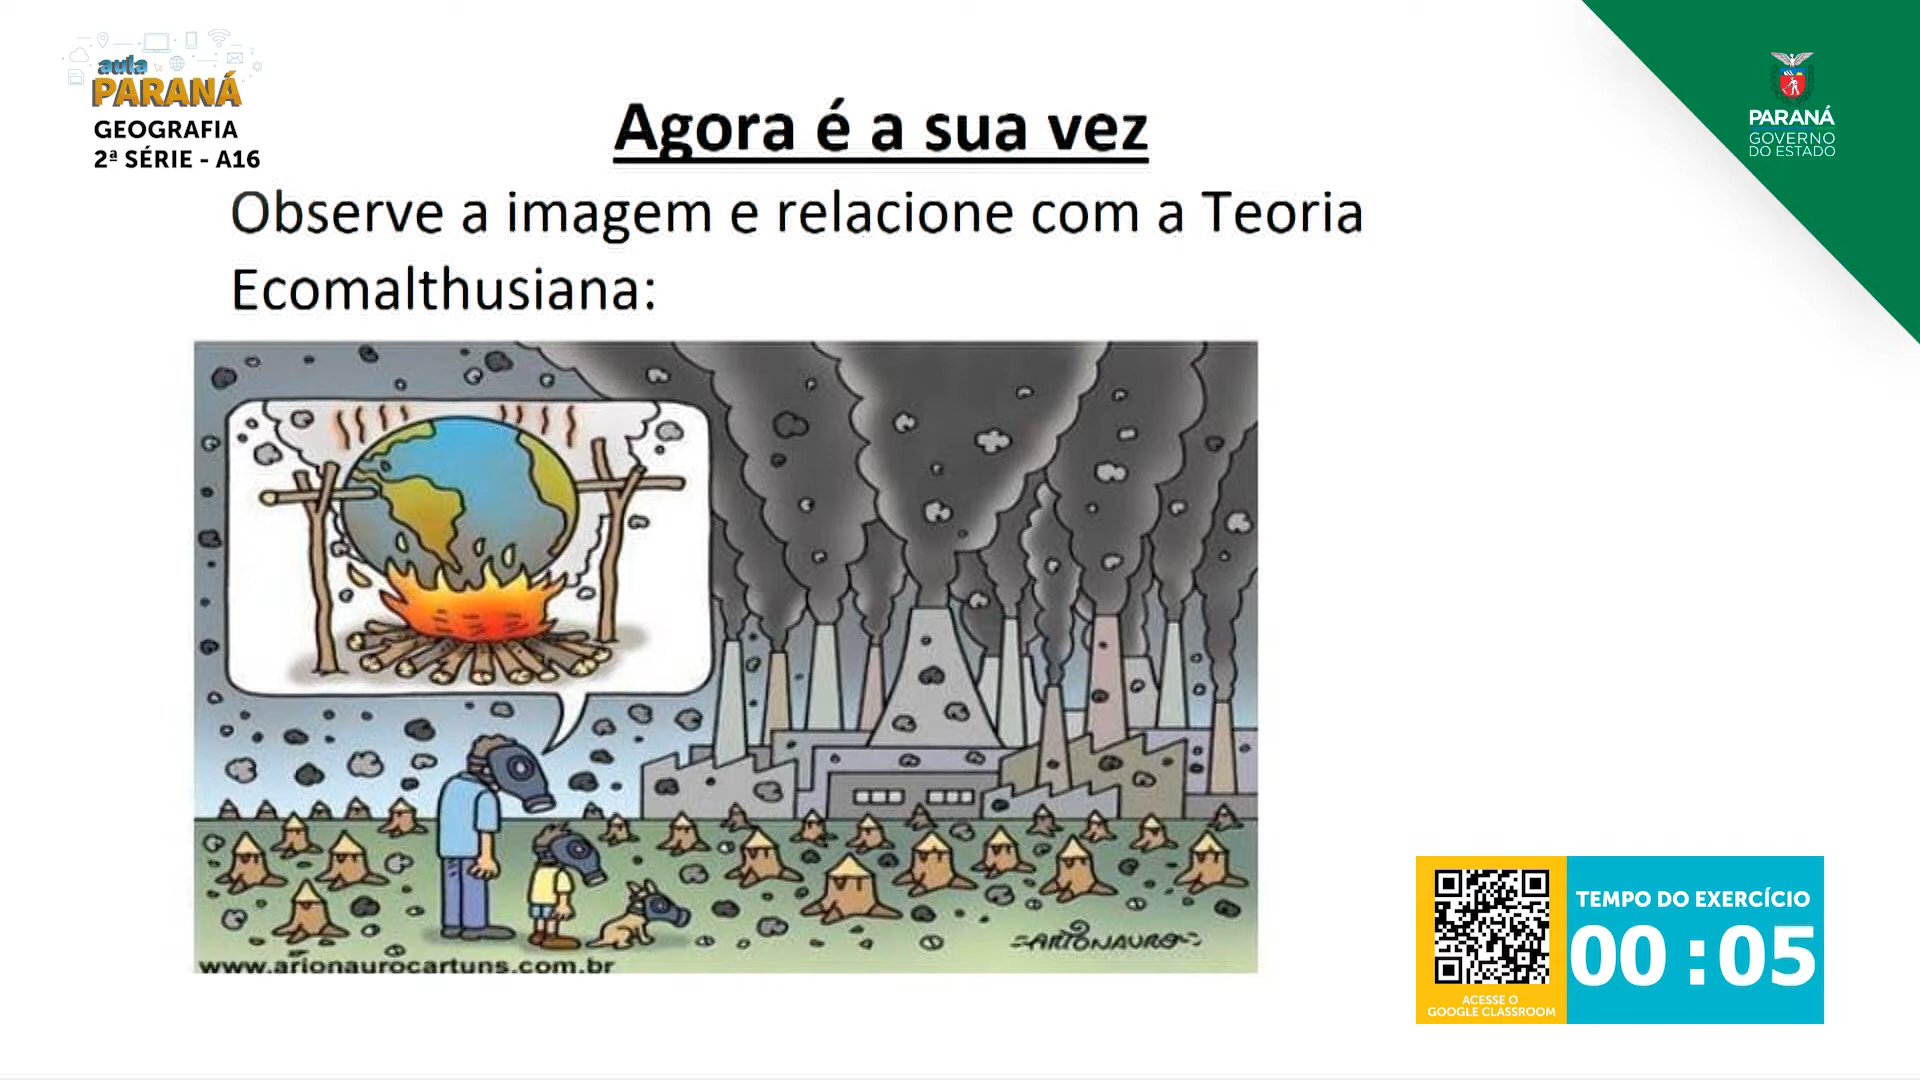 aula
PARANÁ
GEOGRAFIA
2ª SÉRIE - A16
PARANÁ
GOVERNO
DO ESTADO
Agora é a sua vez
Observe a imagem e relacione com a Teoria
Ecomalthusiana:
-ARIONAURO-
www.arionaurocartuns.com.br
ACESSE O
GOOGLE CLASSROOM
TEMPO DO EXERCÍCIO
00:05